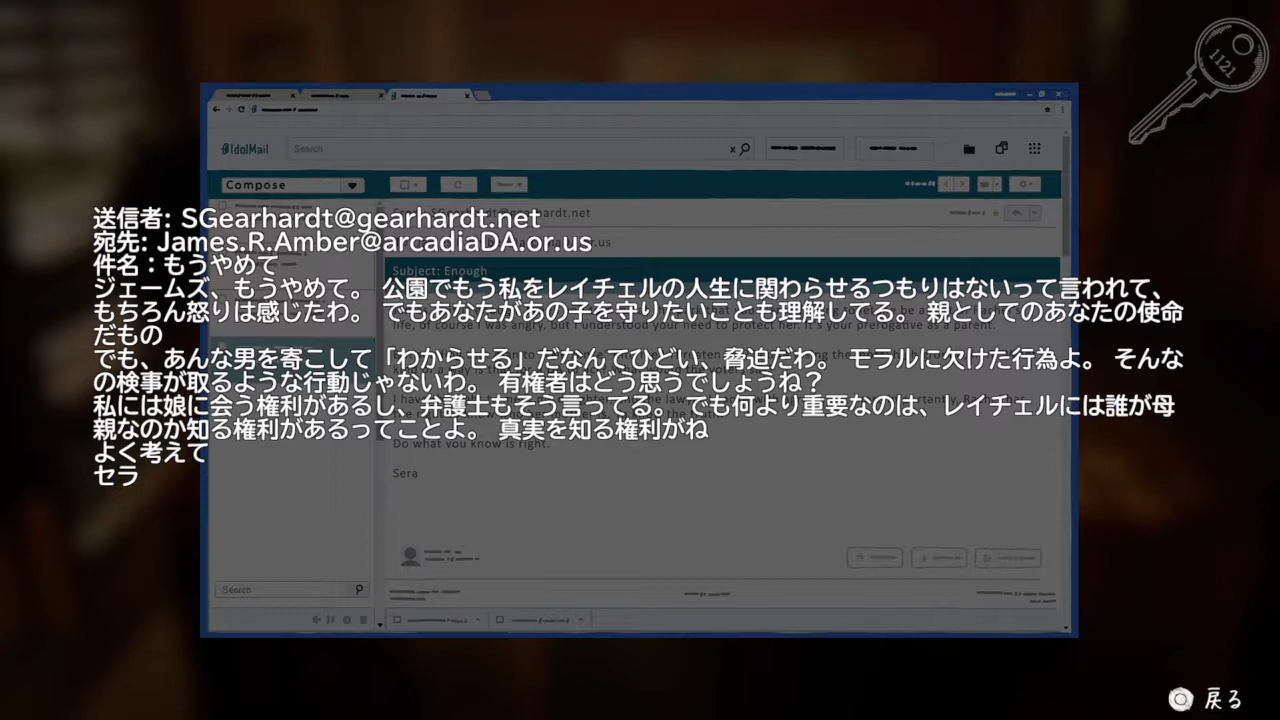 1121
IdolMail
Search
Compose
送信者: SGearhardt@gearhardt.net
宛先: James.R.Amber@arcadiaDA.or.us
件名：もうやめて
Subject: Enough
ジェームズ、もうやめて。 公園でもう私をレイチェルの人生に関わらせるつもりはないって言われて、
もちろん怒りは感じたわ。 でもあなたがあの子を守りたいことも理解してる。 親としてのあなたの使命
life, of course I was angry, but I understood your need to protect her. It's your prerogative as a parent.
だもの
でも、あんな男を寄こして「わからせる」だなんてひどい、脅迫だわ。 モラルに欠けた行為よ。 そんな
の検事が取るような行動じゃないわ。 有権者はどう思うでしょうね？
私には娘に会う権利があるし、弁護士もそう言ってる。 でも何より重要なのは、レイチェルには誰が母
親なのか知る権利があるってことよ。 真実を知る権利がね
Do what you know is right.
よく考えて
セラ
Sera
Search
戻る